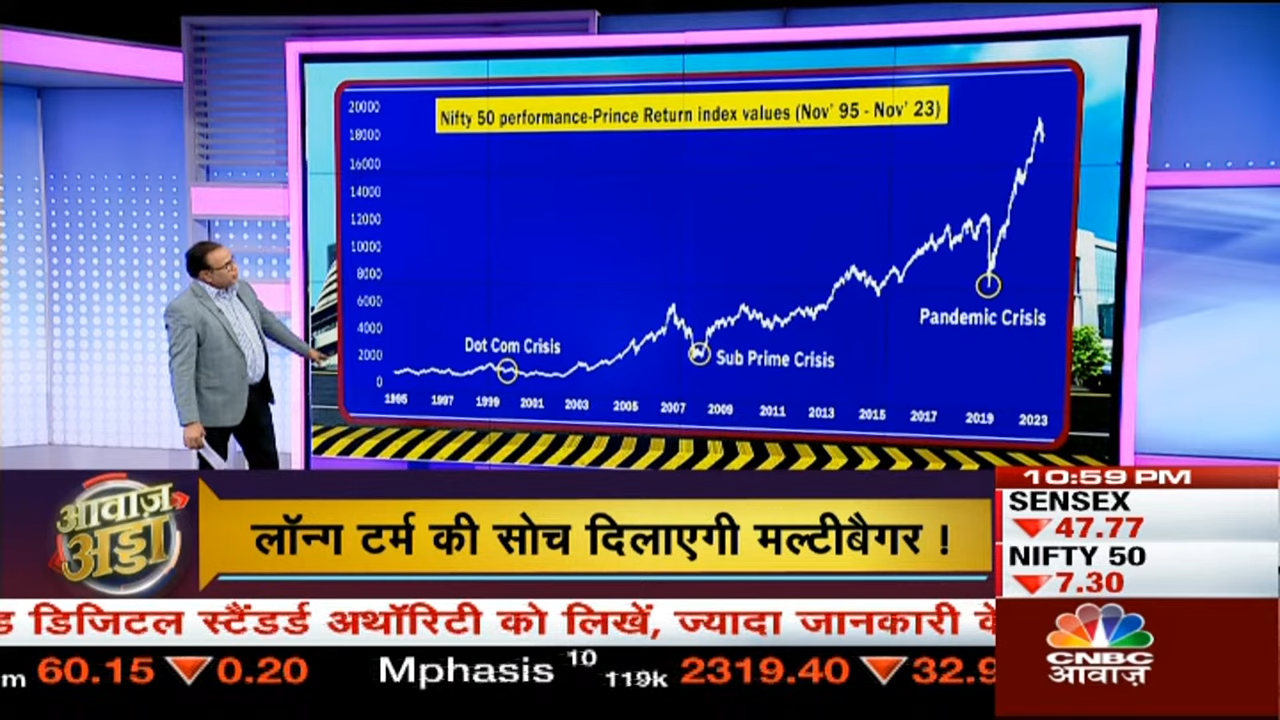 20000
18000
16000
14000
12000
10000
8000
6000
4000
2000
0
Nifty 50 performance-Prince Return index values (Nov' 95 - Nov' 23)
Dot Com Crisis
Sub Prime Crisis
Pandemic Crisis
1995 1997 1999 2001 2003 2005 2007 2009 2011 2013 2015 2017 2019 2023
आवाज़
अड्डा
लॉन्ग टर्म की सोच दिलाएगी मल्टीबैगर !
10:59 PM
SENSEX
47.77
NIFTY 50
7.30
डिजिटल स्टैंडर्ड अथॉरिटी को लिखें, ज्यादा जानकारी के
m 60.15 0.20 Mphasis 10 119k 2319.40 32.9
CNBC
आवाज़